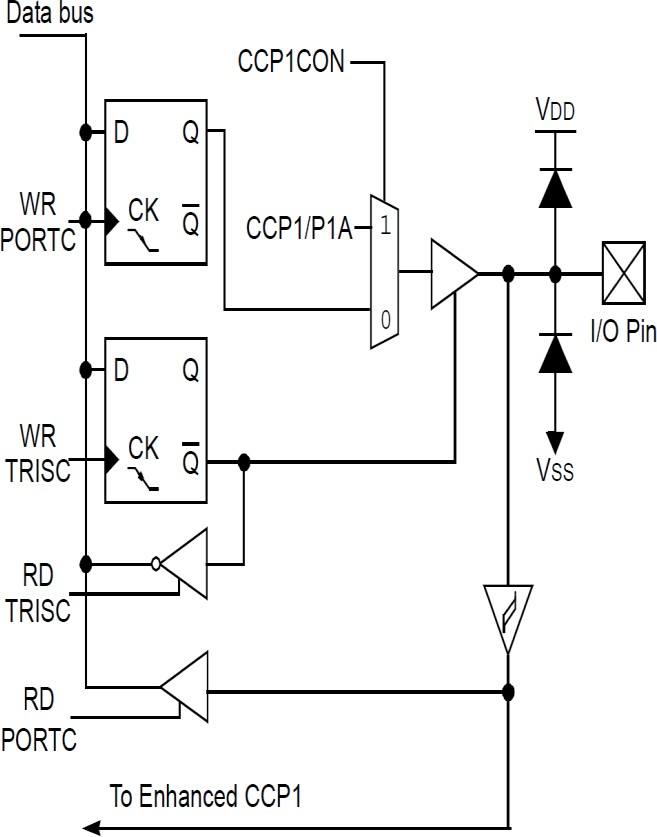 Data bus
CCP1CON
VDD
D Q
WR
PORTC
CK
Q
CCP1/P1A
1
0
I/O Pin
D Q
WR
TRISC
CK
Q
VSS
RD
TRISC
RD
PORTC
To Enhanced CCP1